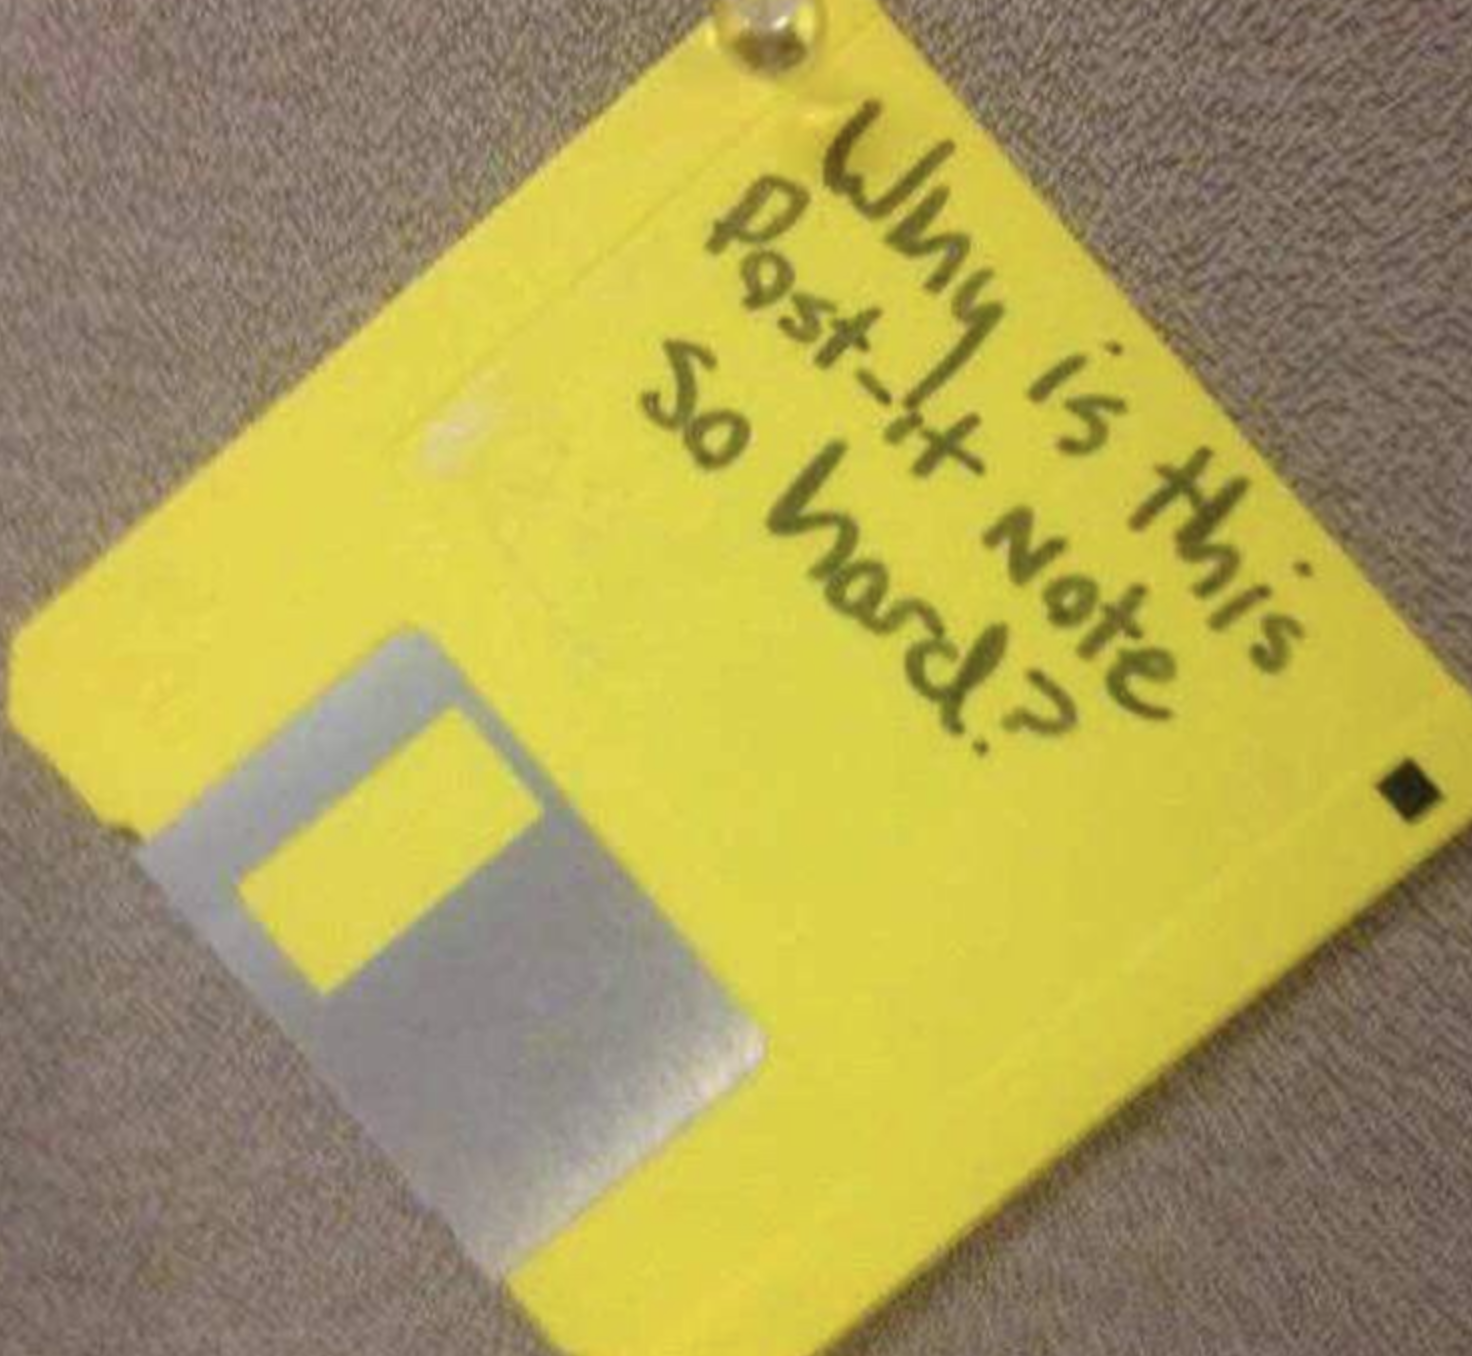 Why is this
Post-it Note
so hard?